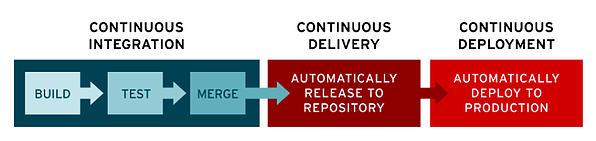 CONTINUOUS
INTEGRATION
CONTINUOUS
DELIVERY
CONTINUOUS
DEPLOYMENT
BUILD
TEST
MERGE
AUTOMATICALLY
RELEASE TO
REPOSITORY
AUTOMATICALLY
DEPLOY TO
PRODUCTION